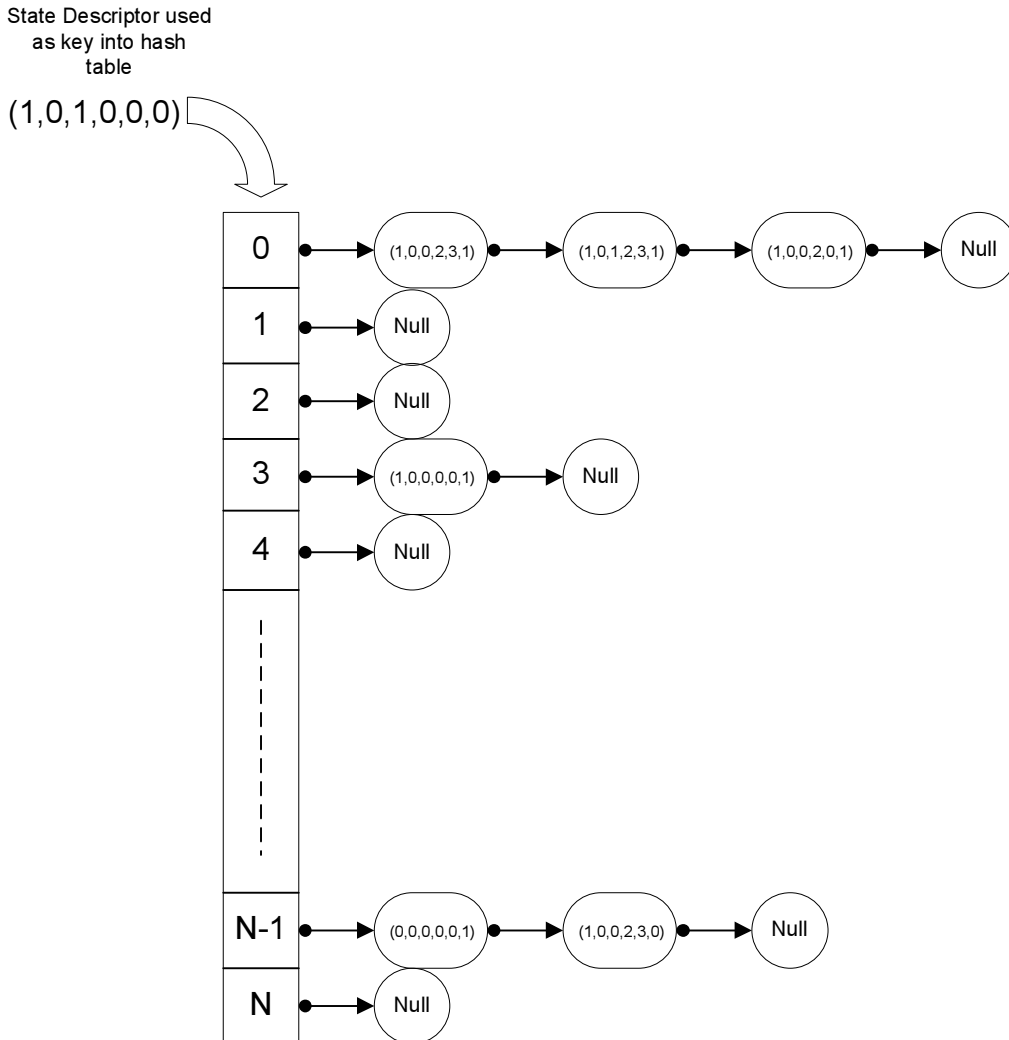 State Descriptor used
as key into hash
table
(1,0,1,0,0,0)
0 (1,0,0,2,3,1) (1,0,1,2,3,1) (1,0,0,2,0,1) Null
1 Null
2 Null
3 (1,0,0,0,0,1) Null
4 Null
N-1 (0,0,0,0,0,1) (1,0,0,2,3,0) Null
N Null